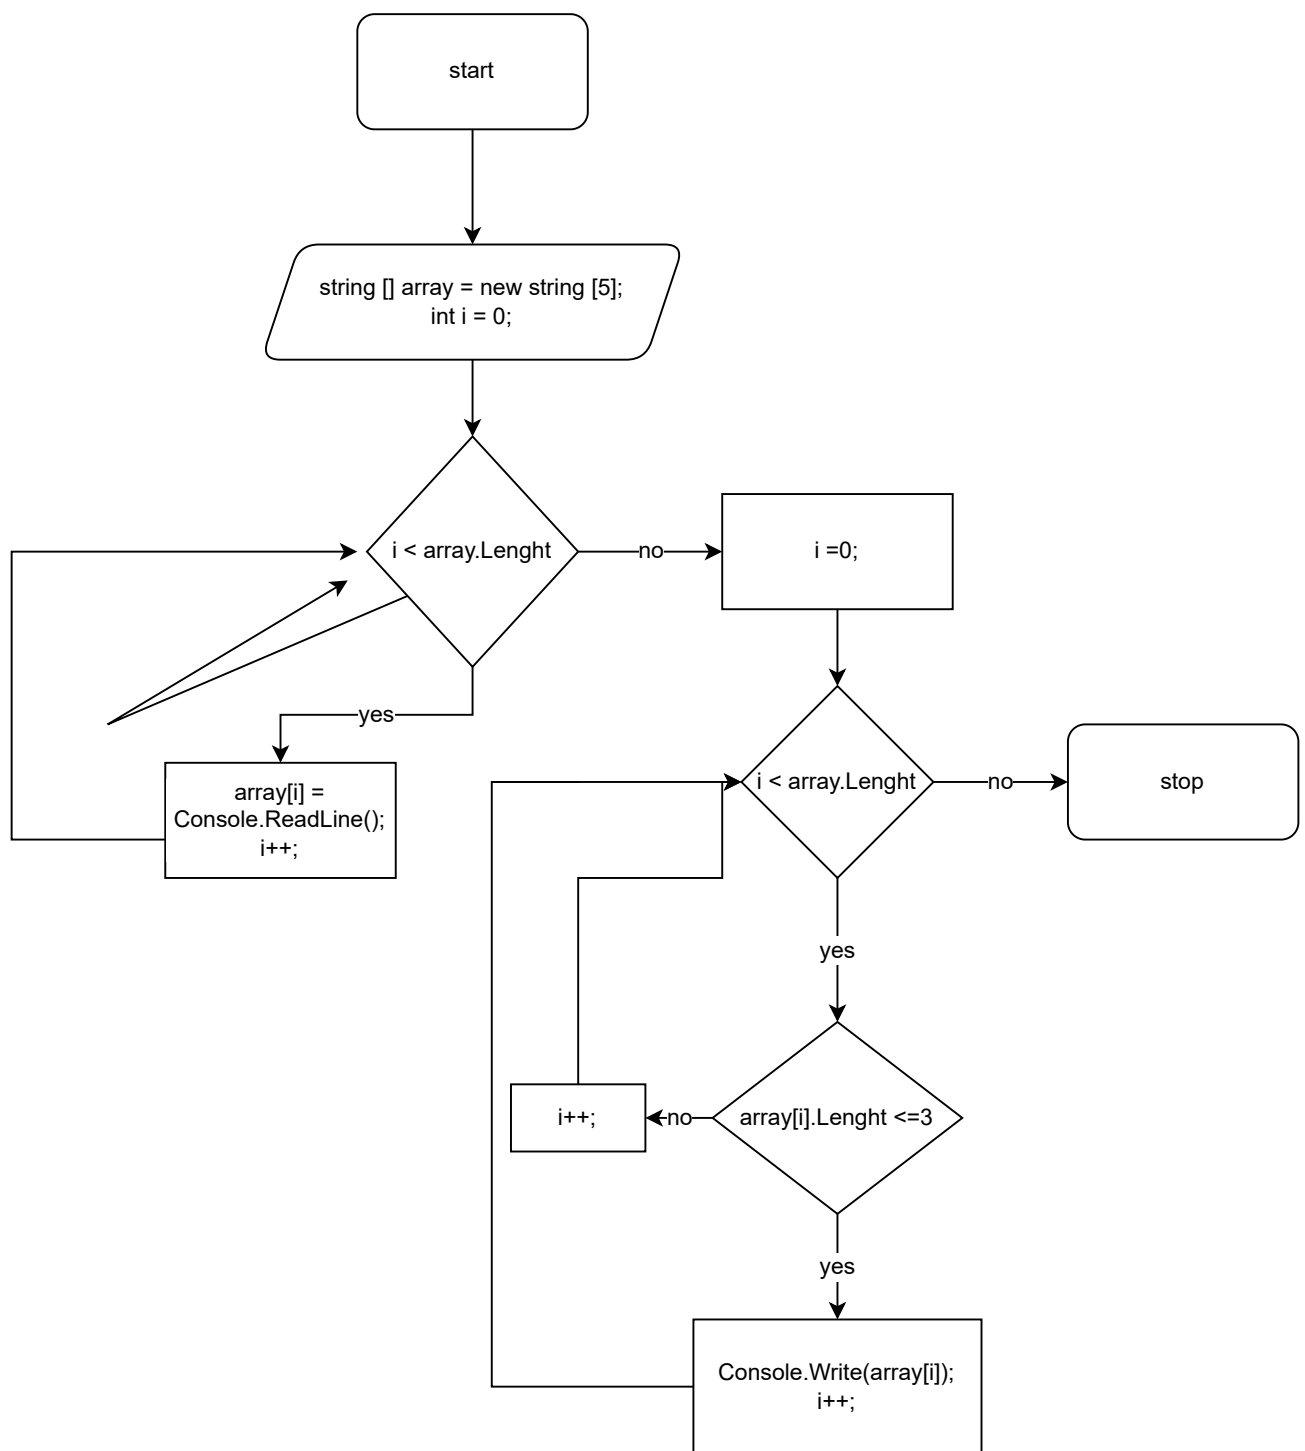 start
string [] array = new string [5];
int i = 0;
i < array.Lenght
no
i =0;
yes
array[i] =
Console.ReadLine();
i++;
i < array.Lenght
no
stop
yes
array[i].Lenght <=3
no
i++;
yes
Console.Write(array[i]);
i++;